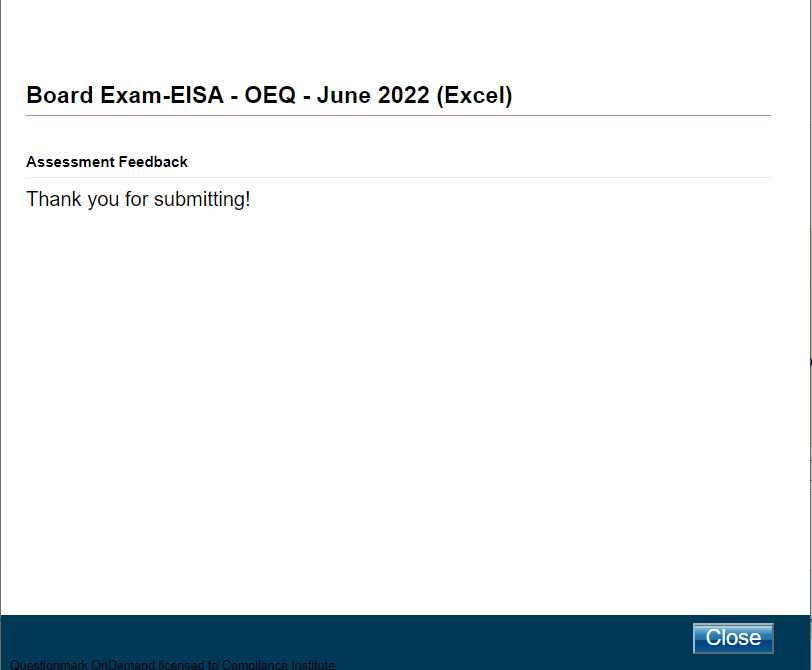 Board Exam-EISA - OEQ - June 2022 (Excel)
Assessment Feedback
Thank you for submitting!
Close
Questionmark OnDemand licensed to Compliance Institute